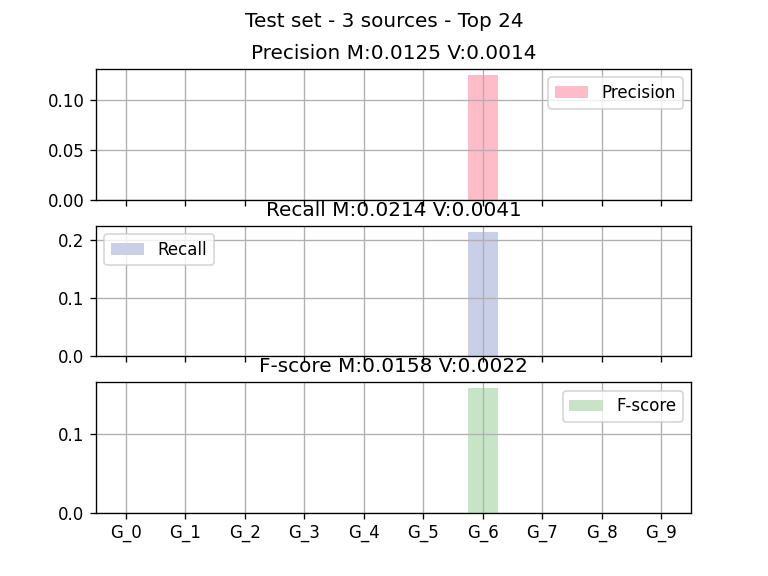 Test set - 3 sources - Top 24
Precision M:0.0125 V:0.0014
0.10
0.05
0.00
Precision
Recall M:0.0214 V:0.0041
0.2
0.1
0.0
Recall
F-score M:0.0158 V:0.0022
0.1
0.0
F-score
G_0 G_1 G_2 G_3 G_4 G_5 G_6 G_7 G_8 G_9